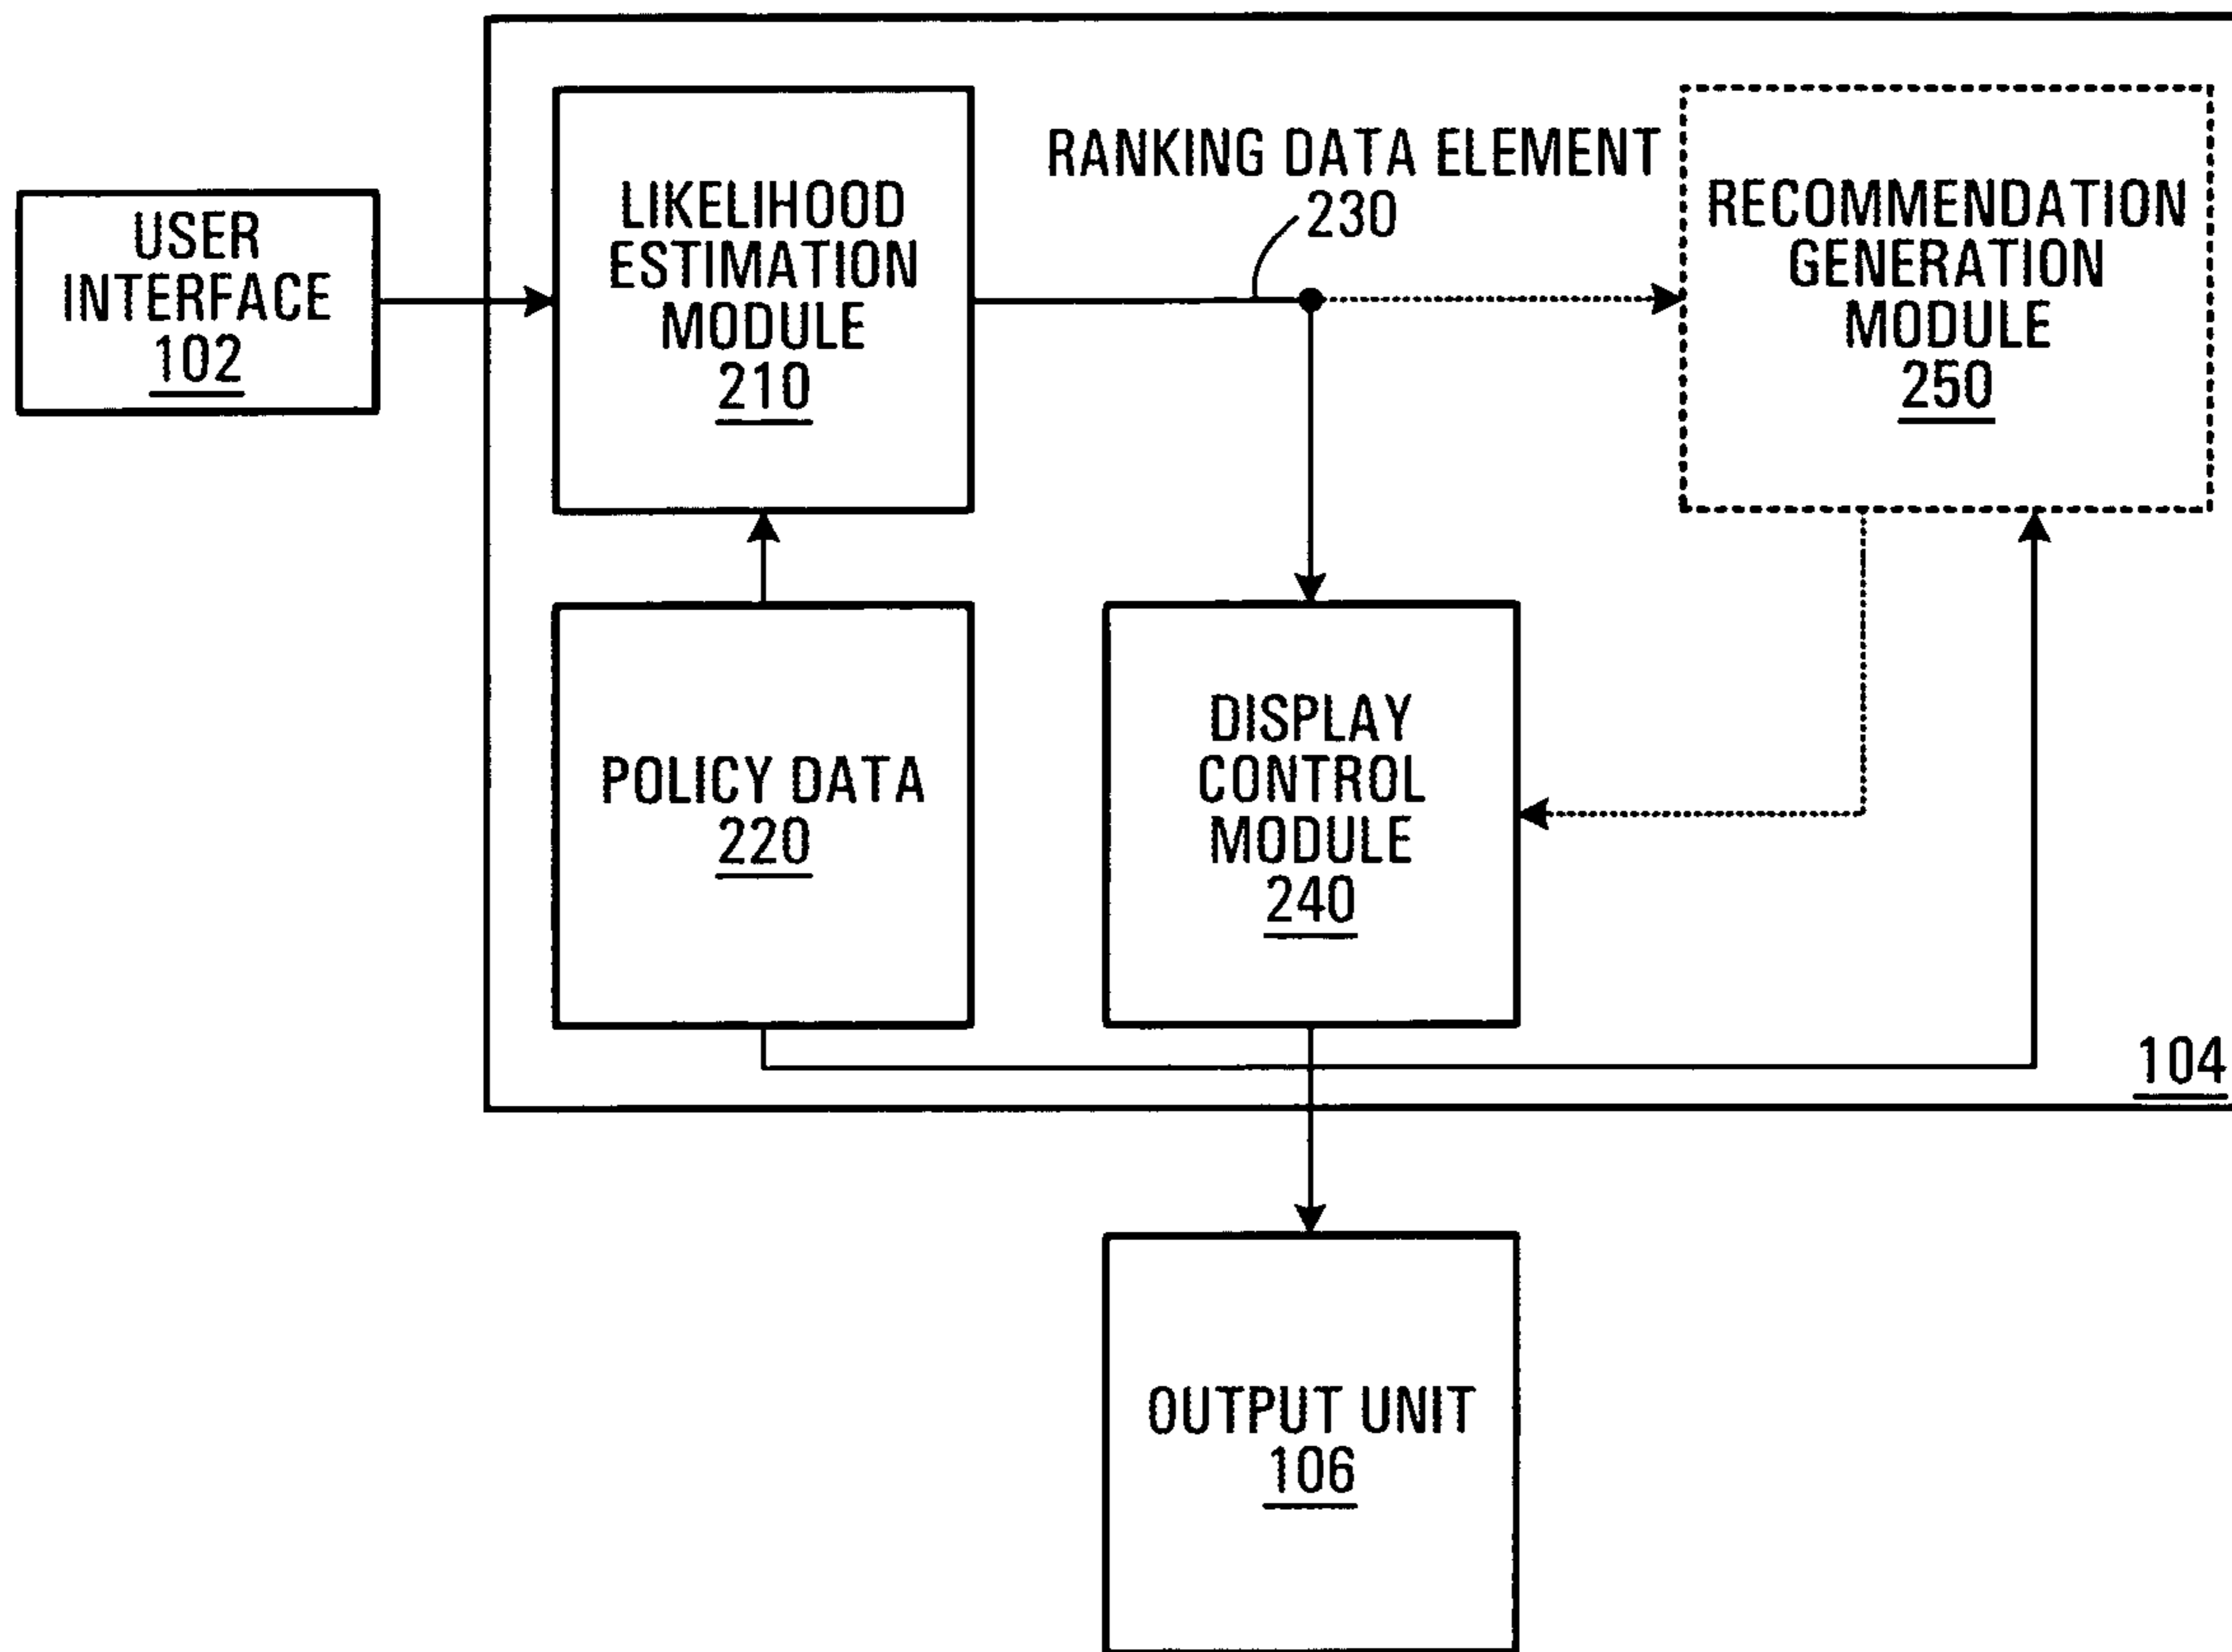 USER
INTERFACE
102
LIKELIHOOD
ESTIMATION
MODULE
210
RANKING DATA ELEMENT
230
RECOMMENDATION
GENERATION
MODULE
250
POLICY DATA
220
DISPLAY
CONTROL
MODULE
240
104
OUTPUT UNIT
106